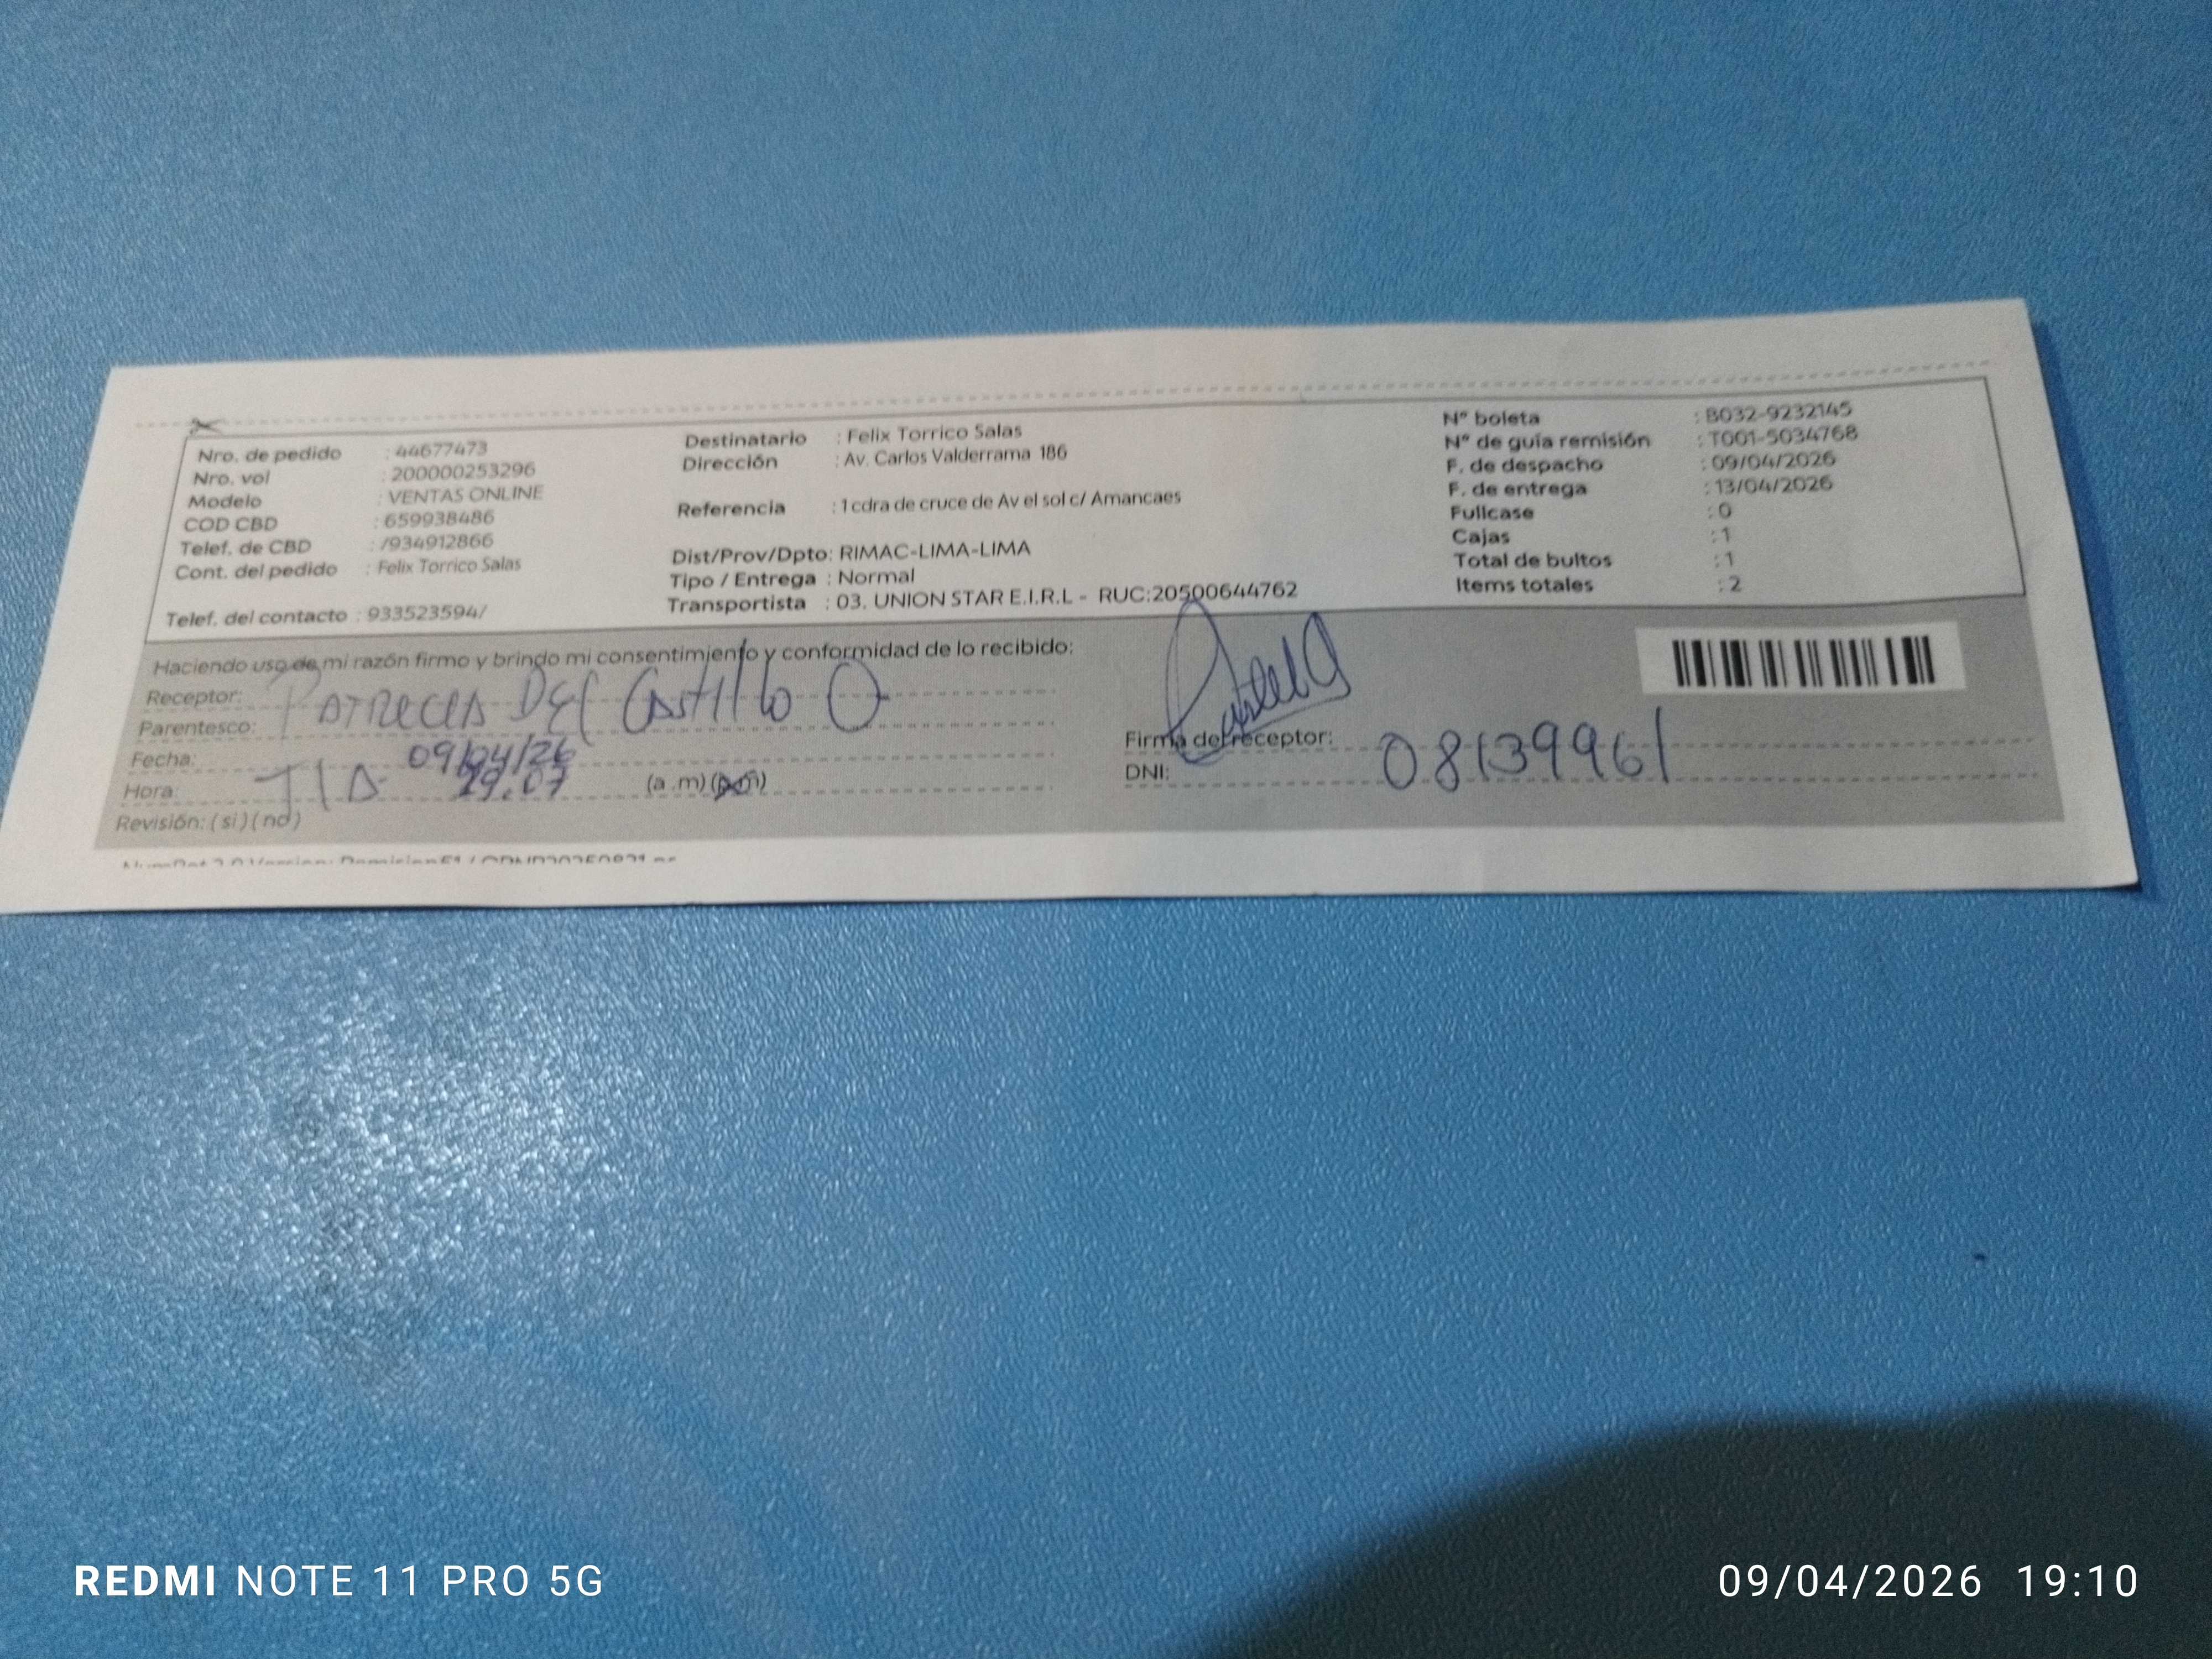 Nro. de pedido : 44677473
Nro. vol : 200000253296
Modelo : VENTAS ONLINE
COD CBD : 659938486
Telef. de CBD : /934912866
Cont. del pedido : Felix Torrico Salas
Telef. del contacto : 933523594/
Destinatario : Felix Torrico Salas
Dirección : Av. Carlos Valderrama 186
Referencia : 1 cdra de cruce de Av el sol c/ Amancaes
Dist/Prov/Dpto: RIMAC-LIMA-LIMA
Tipo / Entrega : Normal
Transportista : 03. UNION STAR E.I.R.L - RUC:20500644762
N° boleta : B032-9232145
N° de guía remisión : T001-5034768
F. de despacho : 09/04/2026
F. de entrega : 13/04/2026
Fullcase : 0
Cajas : 1
Total de bultos : 1
Items totales : 2
Haciendo uso de mi razón firmo y brindo mi consentimiento y conformidad de lo recibido:
Receptor: DEL Castillo O
Parentesco:
Fecha: 09/04/26
Hora: TIA 19.07 (a .m) (p.m)
Revisión: ( si ) ( no )
Firma del receptor:
DNI: 08139961
REDMI NOTE 11 PRO 5G
09/04/2026 19:10